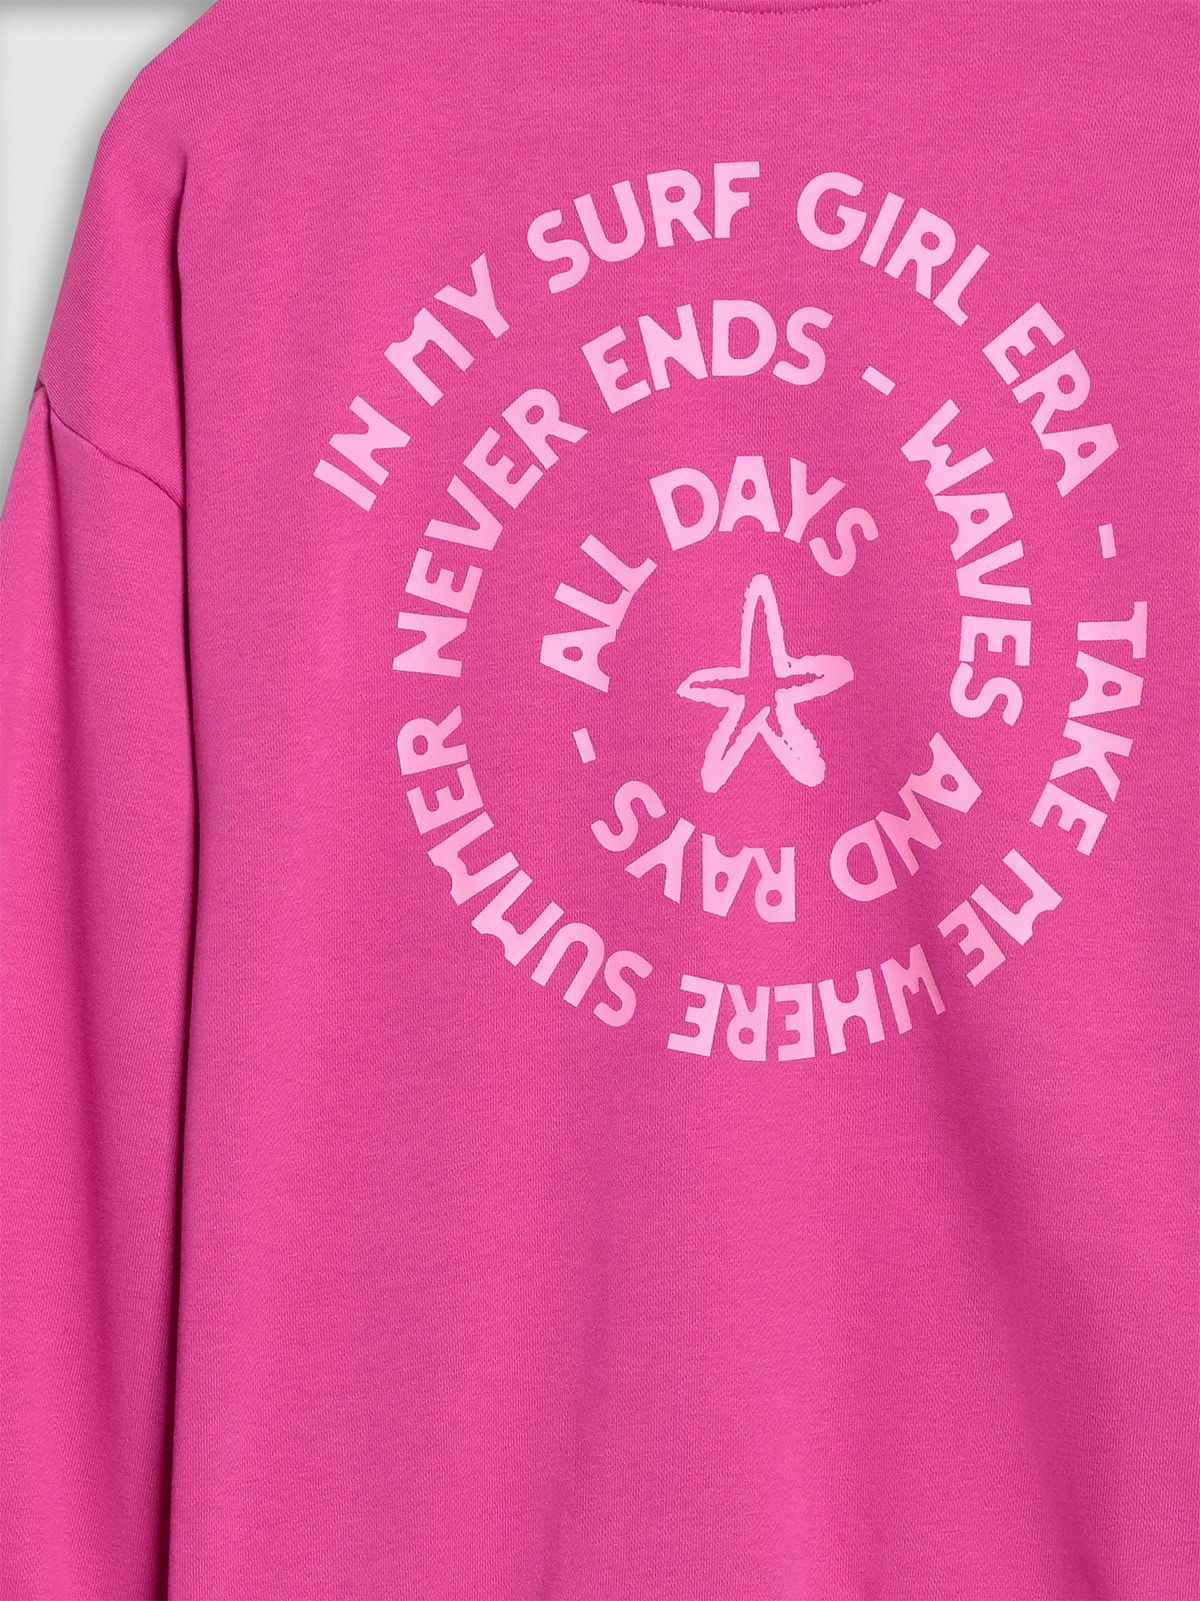 IN MY SURF GIRL ERA - TAKE ME WHERE SUMMER NEVER ENDS - WAVES AND RAYS - ALL DAYS